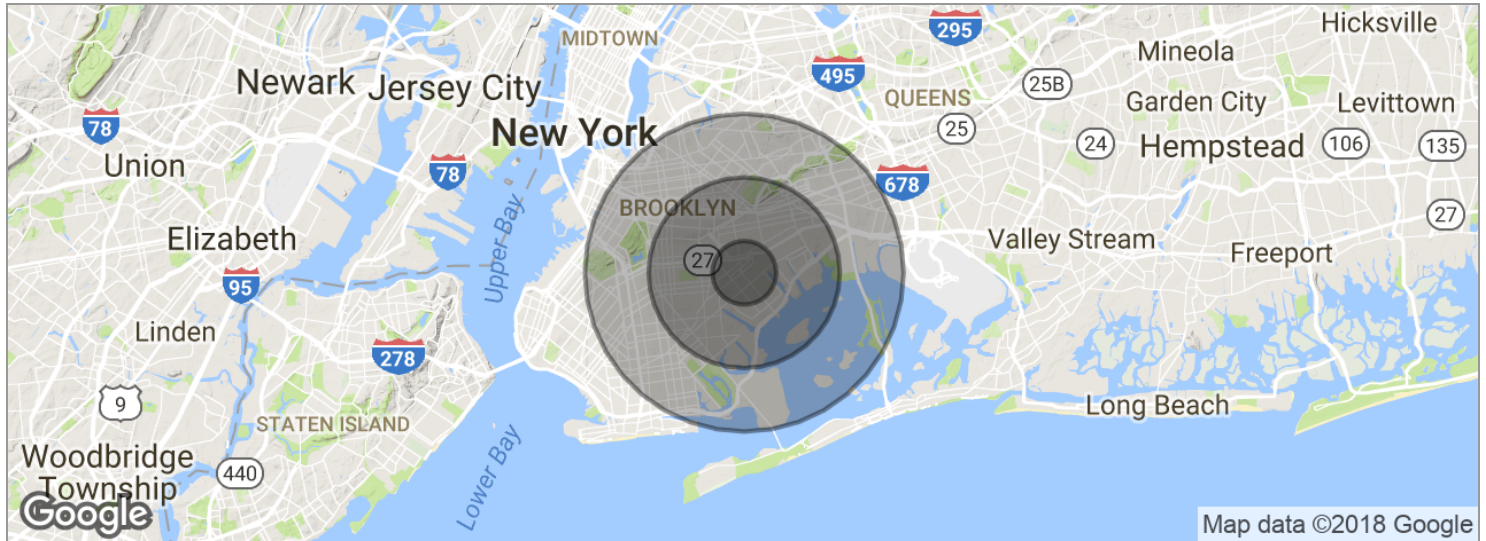 MIDTOWN
295
Hicksville
Mineola
Newark
Jersey City
495
QUEENS
25B
Garden City
Levittown
78
New York
25
24
Hempstead
106
135
Union
78
678
BROOKLYN
27
Elizabeth
Upper Bay
27
Valley Stream
Freeport
95
Linden
278
9
STATEN ISLAND
Long Beach
Woodbridge
Township
440
Lower Bay
Google
Map data ©2018 Google